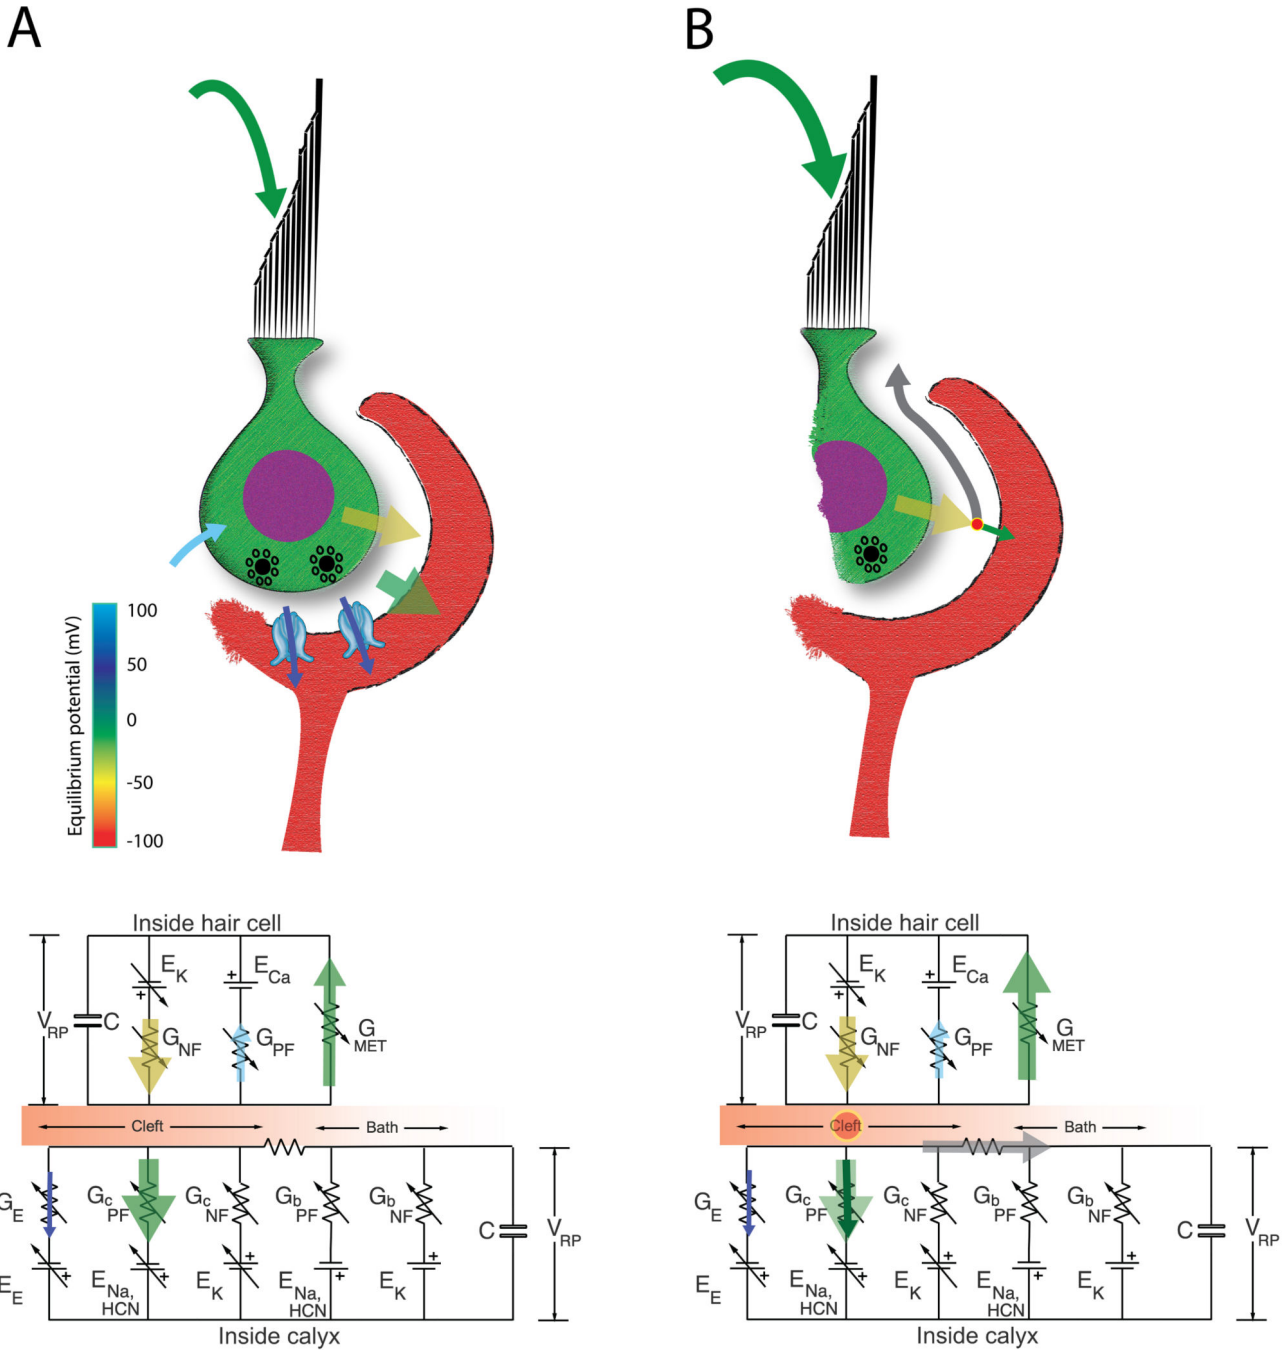 A
B
Equilibrium potential (mV)
100
50
0
-50
-100
Inside hair cell
V RP
C
E K
G NF
E Ca
G PF
G MET
Cleft
Bath
G E
G c PF
G c NF
G b PF
G b NF
C
V RP
E E
E Na, HCN
E K
E Na, HCN
E K
Inside calyx
Inside hair cell
V RP
C
E K
G NF
E Ca
G PF
G MET
Cleft
Bath
G E
G c PF
G c NF
G b PF
G b NF
C
V RP
E E
E Na, HCN
E K
E Na, HCN
E K
Inside calyx